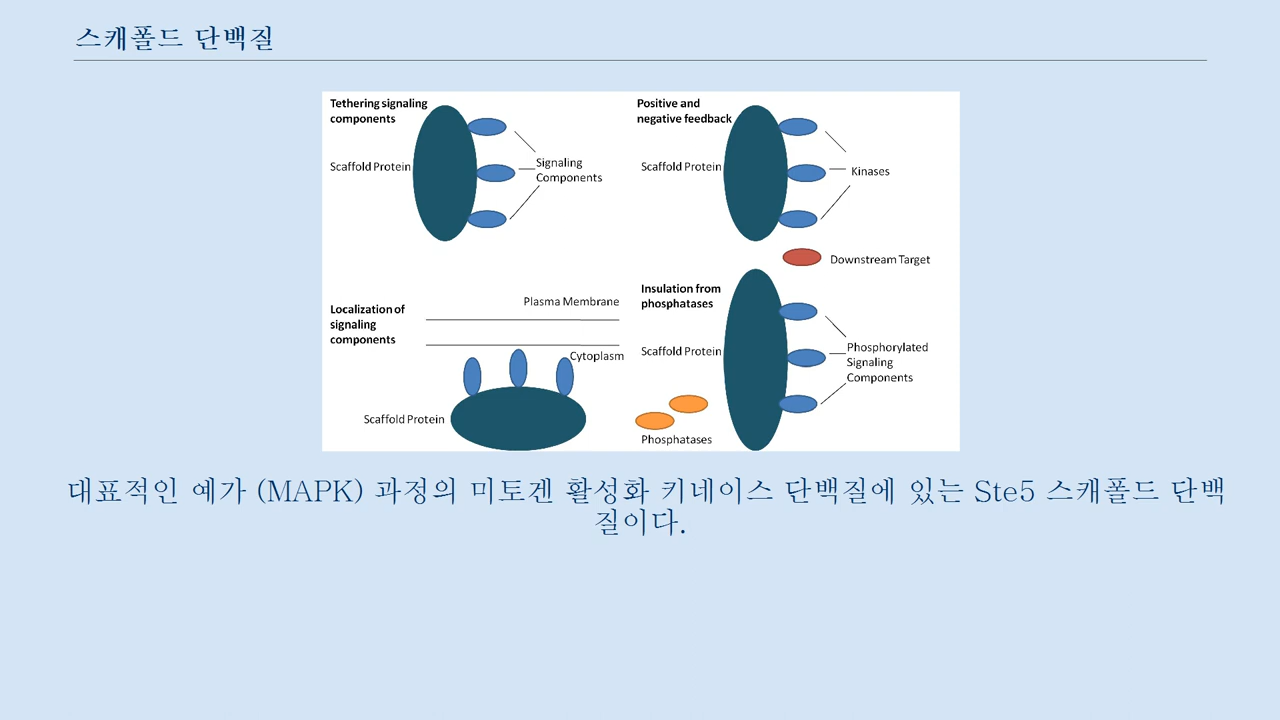 스캐폴드 단백질
Tethering signaling
components
Scaffold Protein
Signaling
Components
Positive and
negative feedback
Scaffold Protein
Kinases
Downstream Target
Localization of
signaling
components
Plasma Membrane
Cytoplasm
Scaffold Protein
Insulation from
phosphatases
Scaffold Protein
Phosphorylated
Signaling
Components
Phosphatases
대표적인 예가 (MAPK) 과정의 미토겐 활성화 키네이스 단백질에 있는 Ste5 스캐폴드 단백
질이다.